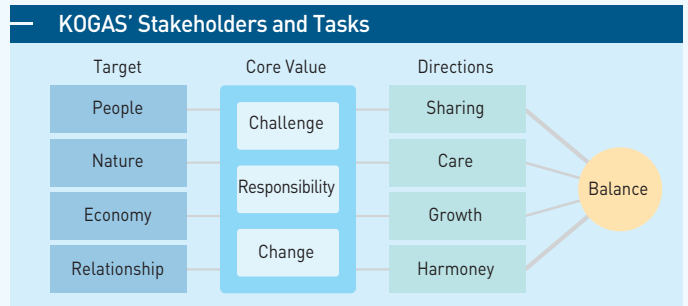 KOGAS’ Stakeholders and Tasks
Target Core Value Directions
People
Challenge
Sharing
Nature
Responsibility
Care
Balance
Economy
Change
Growth
Relationship
Harmoney